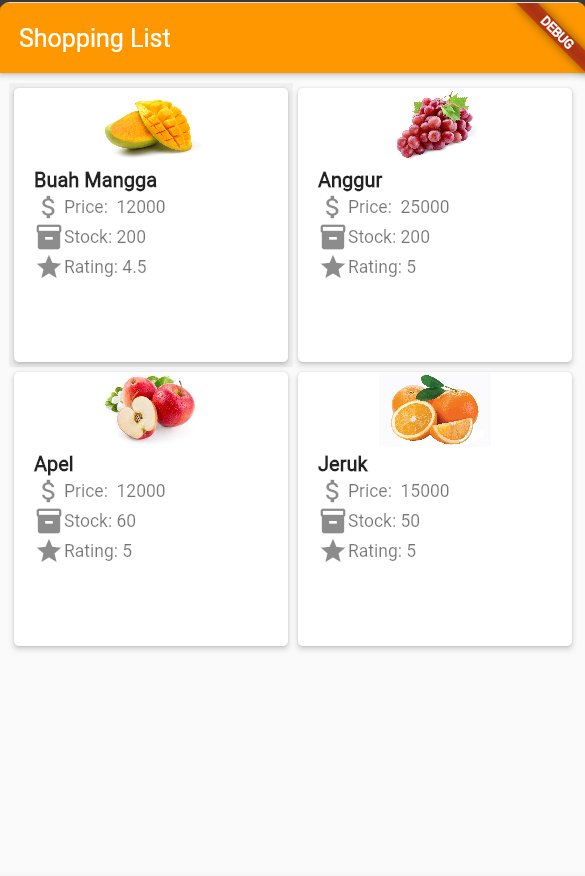 Shopping List
DEBUG
Buah Mangga
Price: 12000
Stock: 200
Rating: 4.5
Anggur
Price: 25000
Stock: 200
Rating: 5
Apel
Price: 12000
Stock: 60
Rating: 5
Jeruk
Price: 15000
Stock: 50
Rating: 5